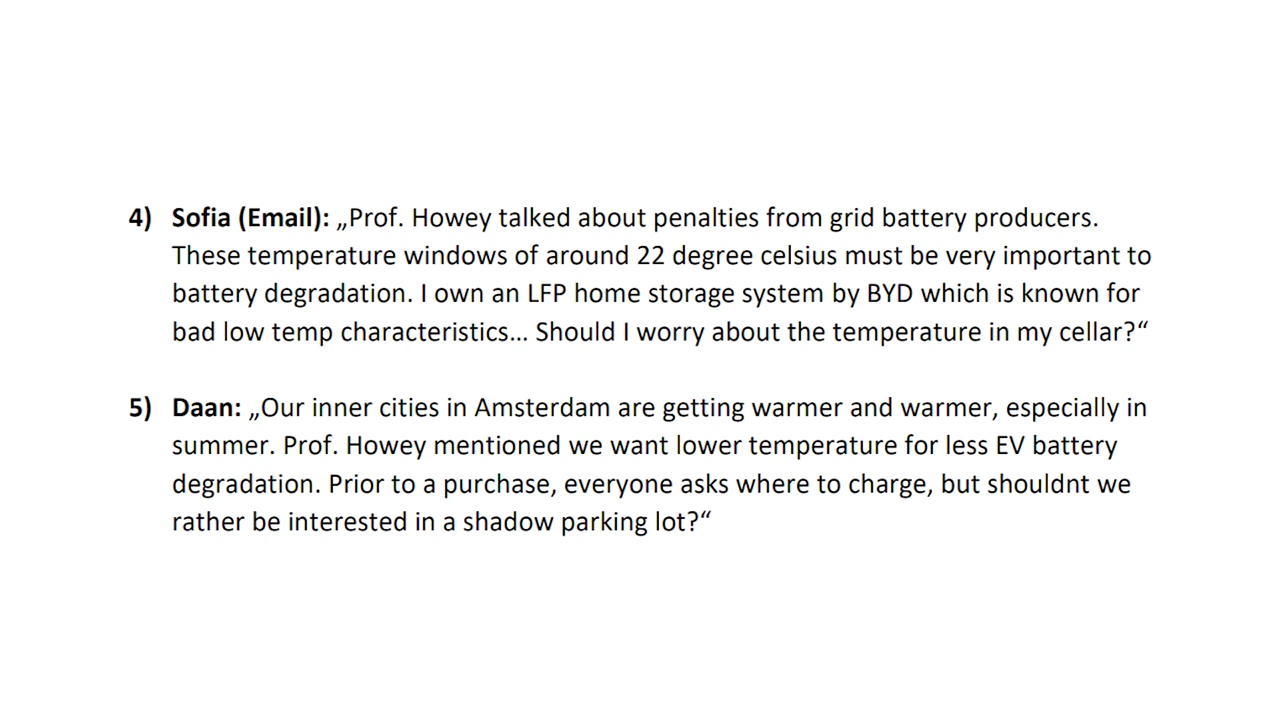 4) Sofia (Email): „Prof. Howey talked about penalties from grid battery producers.
These temperature windows of around 22 degree celsius must be very important to
battery degradation. I own an LFP home storage system by BYD which is known for
bad low temp characteristics... Should I worry about the temperature in my cellar?“
5) Daan: „Our inner cities in Amsterdam are getting warmer and warmer, especially in
summer. Prof. Howey mentioned we want lower temperature for less EV battery
degradation. Prior to a purchase, everyone asks where to charge, but shouldnt we
rather be interested in a shadow parking lot?“